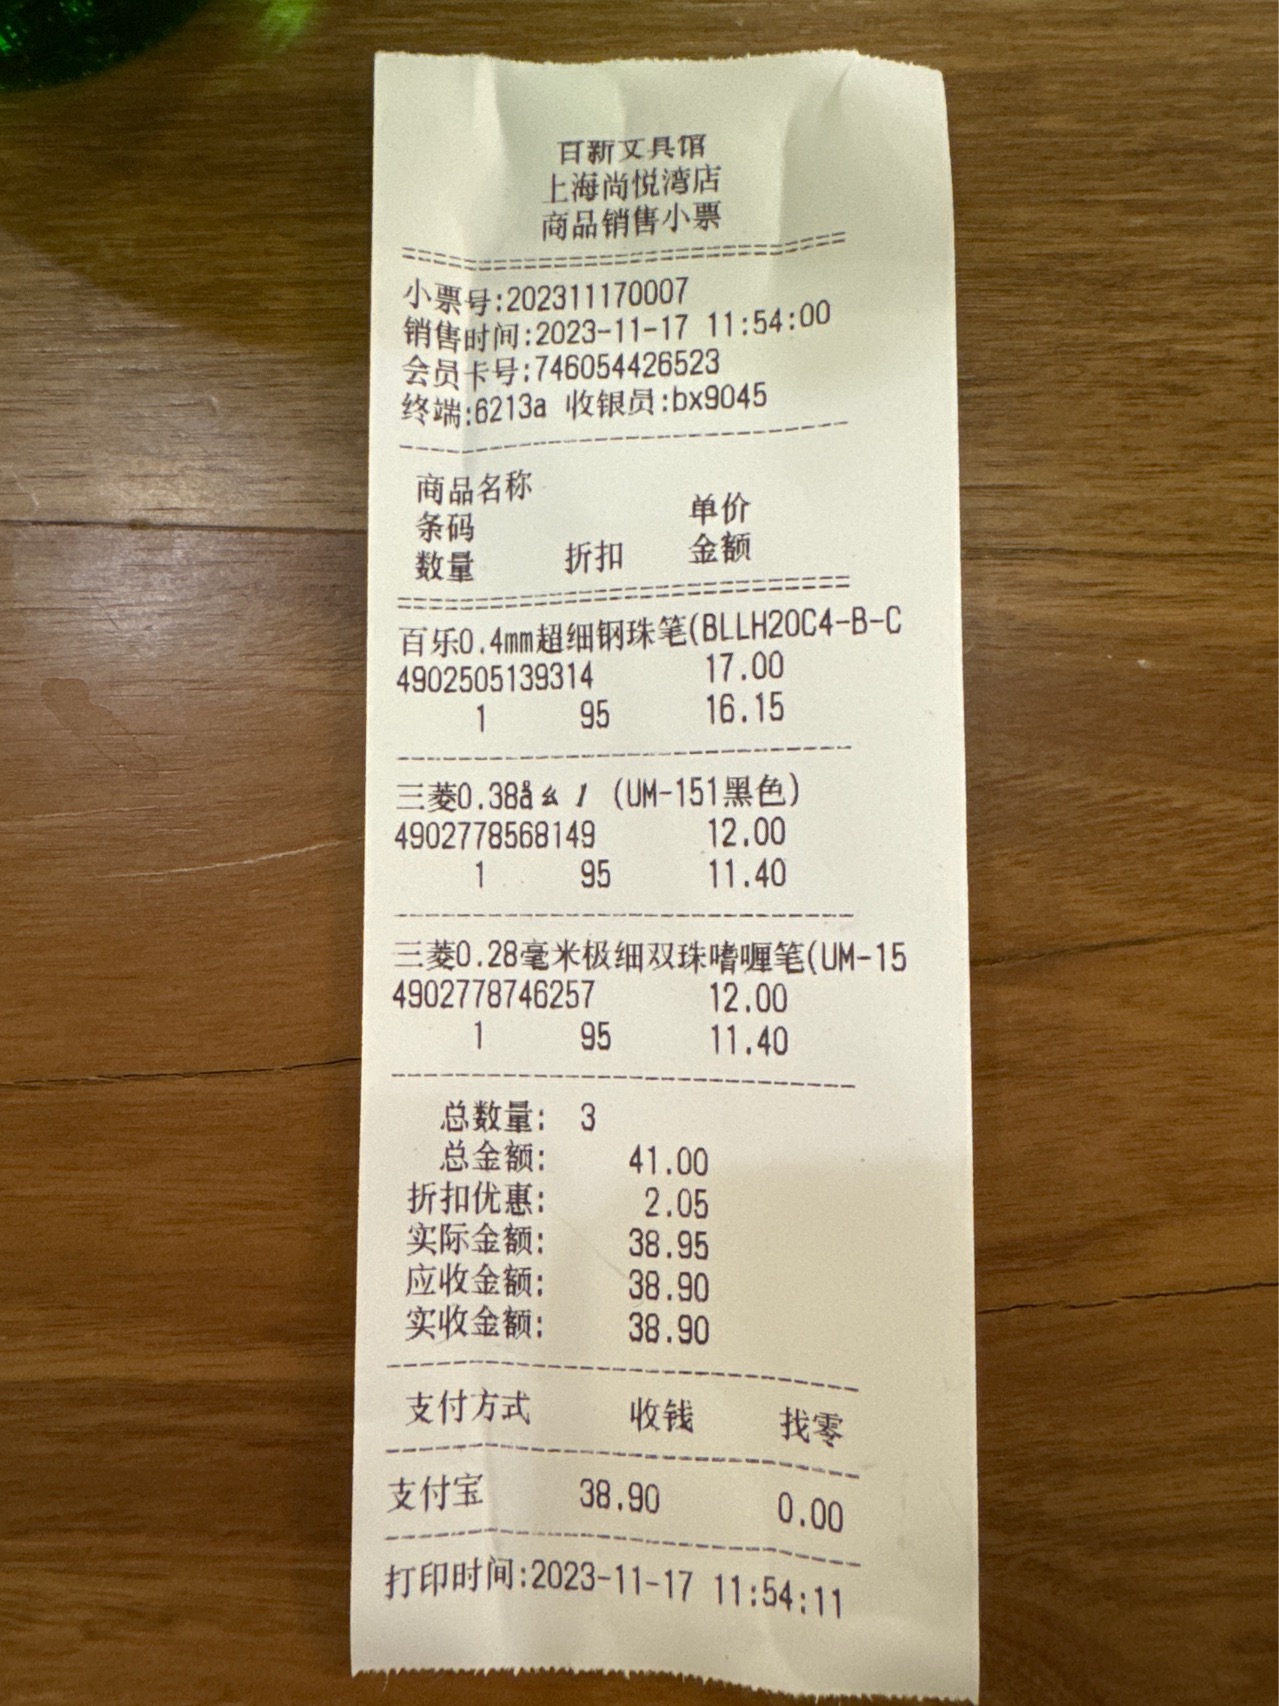 百新文具馆
上海尚悦湾店
商品销售小票
小票号:202311170007
销售时间:2023-11-17 11:54:00
会员卡号:746054426523
终端:6213a 收银员:bx9045
商品名称
条码 单价
数量 折扣 金额
百乐0.4mm超细钢珠笔(BLLH20C4-B-C
4902505139314 17.00
1 95 16.15
三菱0.38 (UM-151黑色)
4902778568149 12.00
1 95 11.40
三菱0.28毫米极细双珠嗜喱笔(UM-15
4902778746257 12.00
1 95 11.40
总数量: 3
总金额: 41.00
折扣优惠: 2.05
实际金额: 38.95
应收金额: 38.90
实收金额: 38.90
支付方式 收钱 找零
支付宝 38.90 0.00
打印时间:2023-11-17 11:54:11